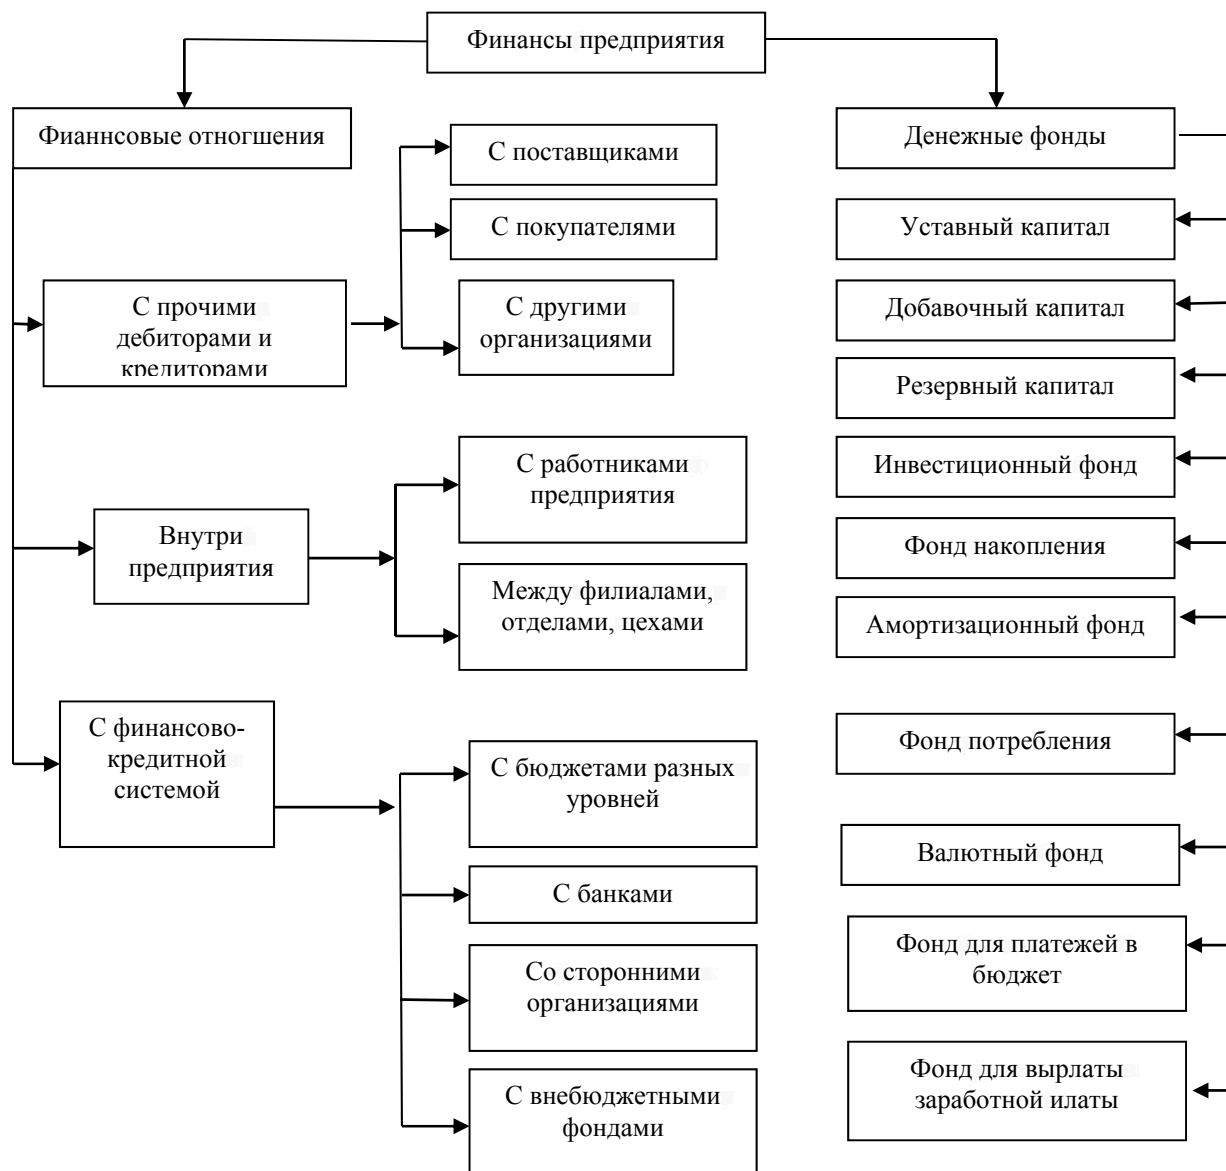 Финансы предприятия
Фианнсовые отногшения
С прочими
дебиторами и
кредиторами
С поставщиками
С покупателями
С другими
организациями
Внутри
предприятия
С работниками
предприятия
Между филиалами,
отделами, цехами
С финансово-
кредитной
системой
С бюджетами разных
уровней
С банками
Со сторонними
организациями
С внебюджетными
фондами
Денежные фонды
Уставный капитал
Добавочный капитал
Резервный капитал
Инвестиционный фонд
Фонд накопления
Амортизационный фонд
Фонд потребления
Валютный фонд
Фонд для платежей в
бюджет
Фонд для вырлаты
заработной илаты